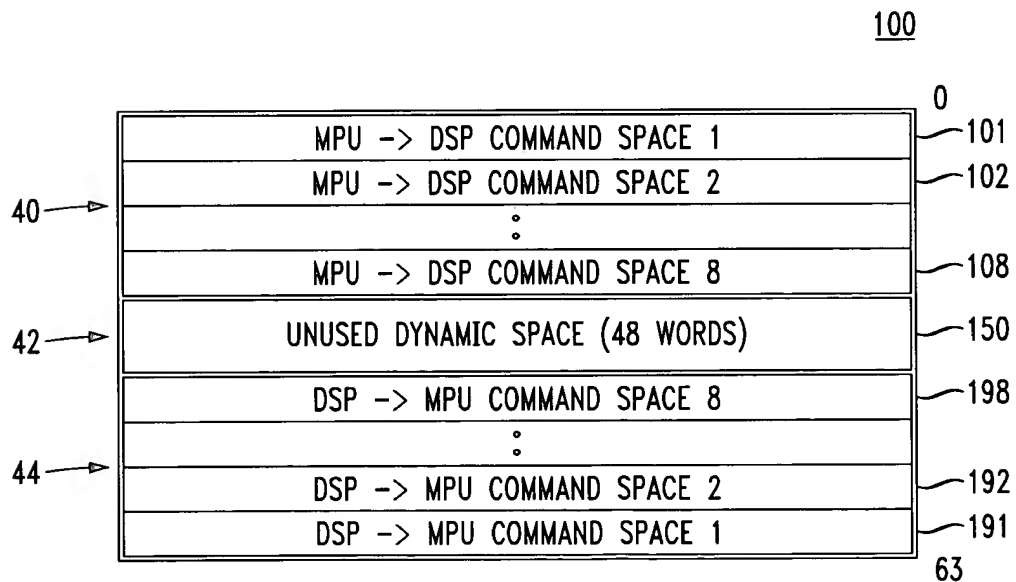 100
0
MPU -> DSP COMMAND SPACE 1 101
MPU -> DSP COMMAND SPACE 2 102
40
MPU -> DSP COMMAND SPACE 8 108
42 UNUSED DYNAMIC SPACE (48 WORDS) 150
DSP -> MPU COMMAND SPACE 8 198
44
DSP -> MPU COMMAND SPACE 2 192
DSP -> MPU COMMAND SPACE 1 191
63